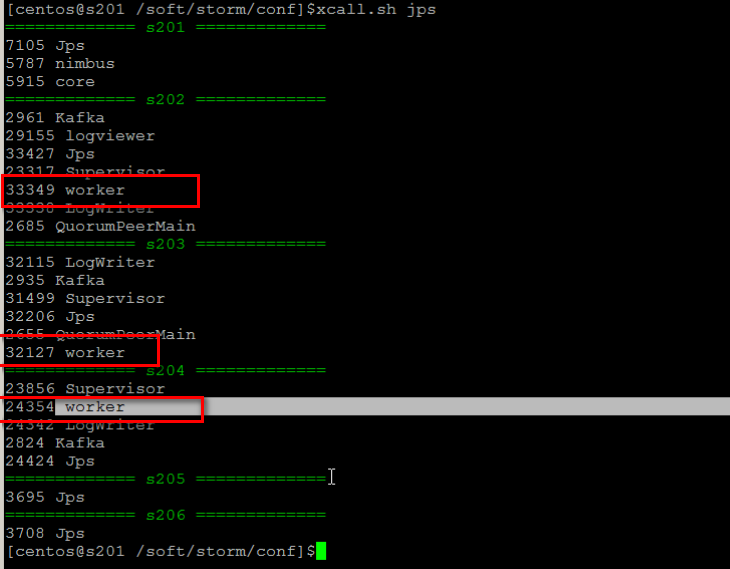 [centos@s201 /soft/storm/conf]$xcall.sh jps
============= s201 =============
7105 Jps
5787 nimbus
5915 core
============= s202 =============
2961 Kafka
29155 logviewer
33427 Jps
23317 Supervisor
33349 worker
33338 LogWriter
2685 QuorumPeerMain
============= s203 =============
32115 LogWriter
2935 Kafka
31499 Supervisor
32206 Jps
2655 QuorumPeerMain
32127 worker
============= s204 =============
23856 Supervisor
24354 worker
24342 LogWriter
2824 Kafka
24424 Jps
============= s205 =============
3695 Jps
============= s206 =============
3708 Jps
[centos@s201 /soft/storm/conf]$